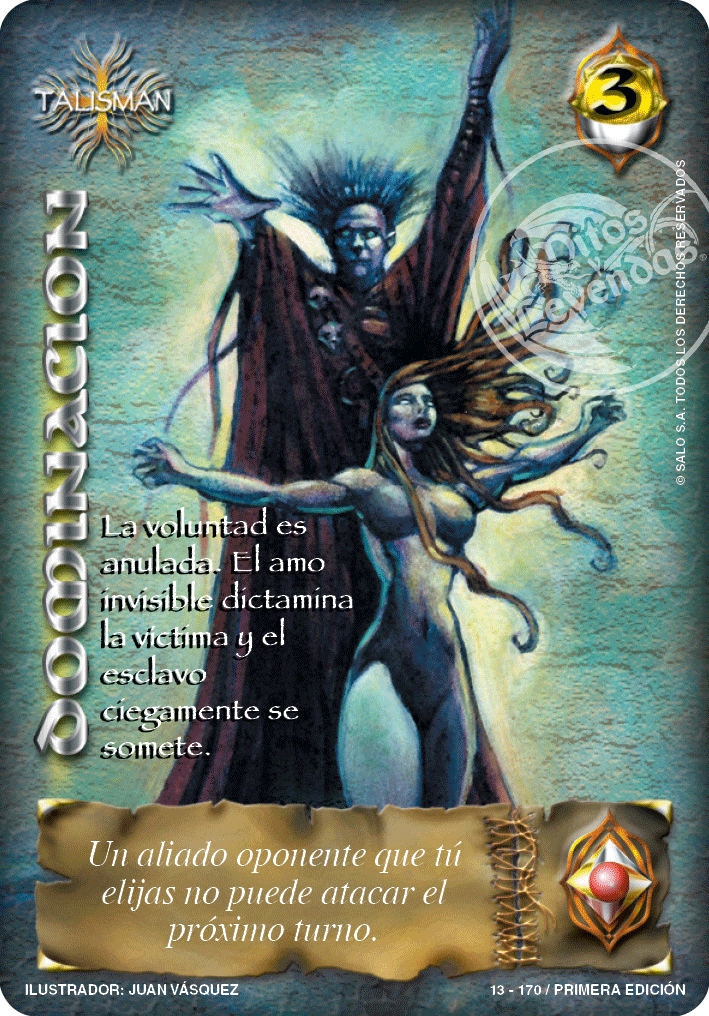 TALISMAN
3
Mitos
y
Leyendas
®
© SALO S.A. TODOS LOS DERECHOS RESERVADOS
DOMINACION
La voluntad es
anulada. El amo
invisible dictamina
la víctima y el
esclavo
ciegamente se
somete.
Un aliado oponente que tú
elijas no puede atacar el
próximo turno.
ILUSTRADOR: JUAN VÁSQUEZ
13 - 170 / PRIMERA EDICIÓN